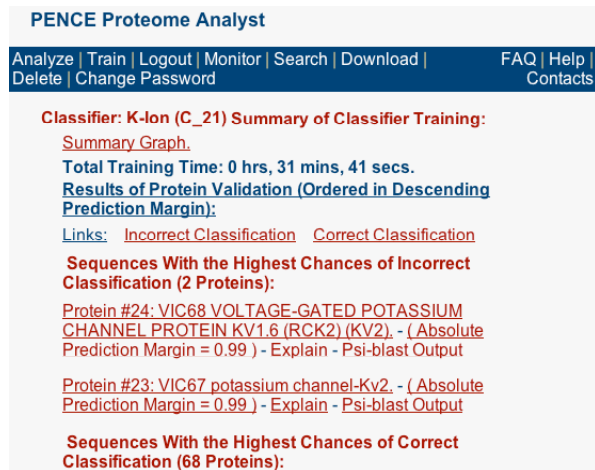 PENCE Proteome Analyst
Analyze | Train | Logout | Monitor | Search | Download | FAQ | Help |
Delete | Change Password Contacts
Classifier: K-Ion (C_21) Summary of Classifier Training:
Summary Graph.
Total Training Time: 0 hrs, 31 mins, 41 secs.
Results of Protein Validation (Ordered in Descending
Prediction Margin):
Links: Incorrect Classification Correct Classification
Sequences With the Highest Chances of Incorrect
Classification (2 Proteins):
Protein #24: VIC68 VOLTAGE-GATED POTASSIUM
CHANNEL PROTEIN KV1.6 (RCK2) (KV2). - ( Absolute
Prediction Margin = 0.99 ) - Explain - Psi-blast Output
Protein #23: VIC67 potassium channel-Kv2. - ( Absolute
Prediction Margin = 0.99 ) - Explain - Psi-blast Output
Sequences With the Highest Chances of Correct
Classification (68 Proteins):